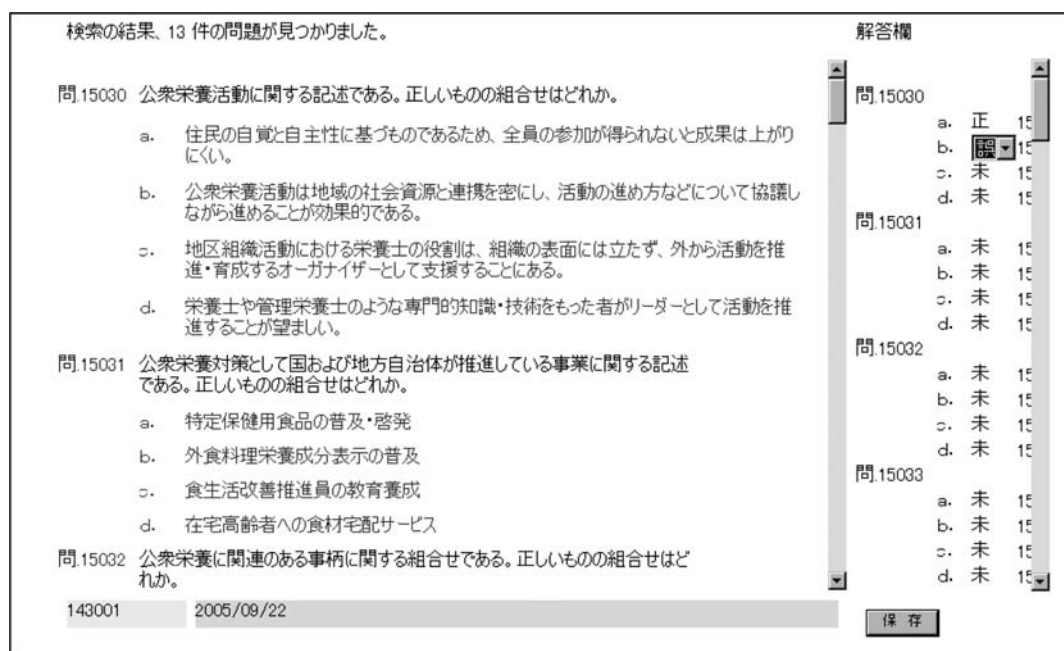 検索の結果、13 件の問題が見つかりました。
問.15030 公衆栄養活動に関する記述である。正しいものの組合せはどれか。
a. 住民の自覚と自主性に基づものであるため、全員の参加が得られないと成果は上がり
にくい。
b. 公衆栄養活動は地域の社会資源と連携を密にし、活動の進め方などについて協議し
ながら進めることが効果的である。
c. 地区組織活動における栄養士の役割は、組織の表面には立たず、外から活動を推
進・育成するオーガナイザーとして支援することにある。
d. 栄養士や管理栄養士のような専門的知識・技術をもった者がリーダーとして活動を推
進することが望ましい。
問.15031 公衆栄養対策として国および地方自治体が推進している事業に関する記述
である。正しいものの組合せはどれか。
a. 特定保健用食品の普及・啓発
b. 外食料理栄養成分表示の普及
c. 食生活改善推進員の教育養成
d. 在宅高齢者への食材宅配サービス
問.15032 公衆栄養に関連のある事柄に関する組合せである。正しいものの組合せはど
れか。
143001 2005/09/22
解答欄
問.15030
a. 正 15
b. 誤 15
c. 未 15
d. 未 15
問.15031
a. 未 15
b. 未 15
c. 未 15
d. 未 15
問.15032
a. 未 15
b. 未 15
c. 未 15
d. 未 15
問.15033
a. 未 15
b. 未 15
c. 未 15
d. 未 15
保 存